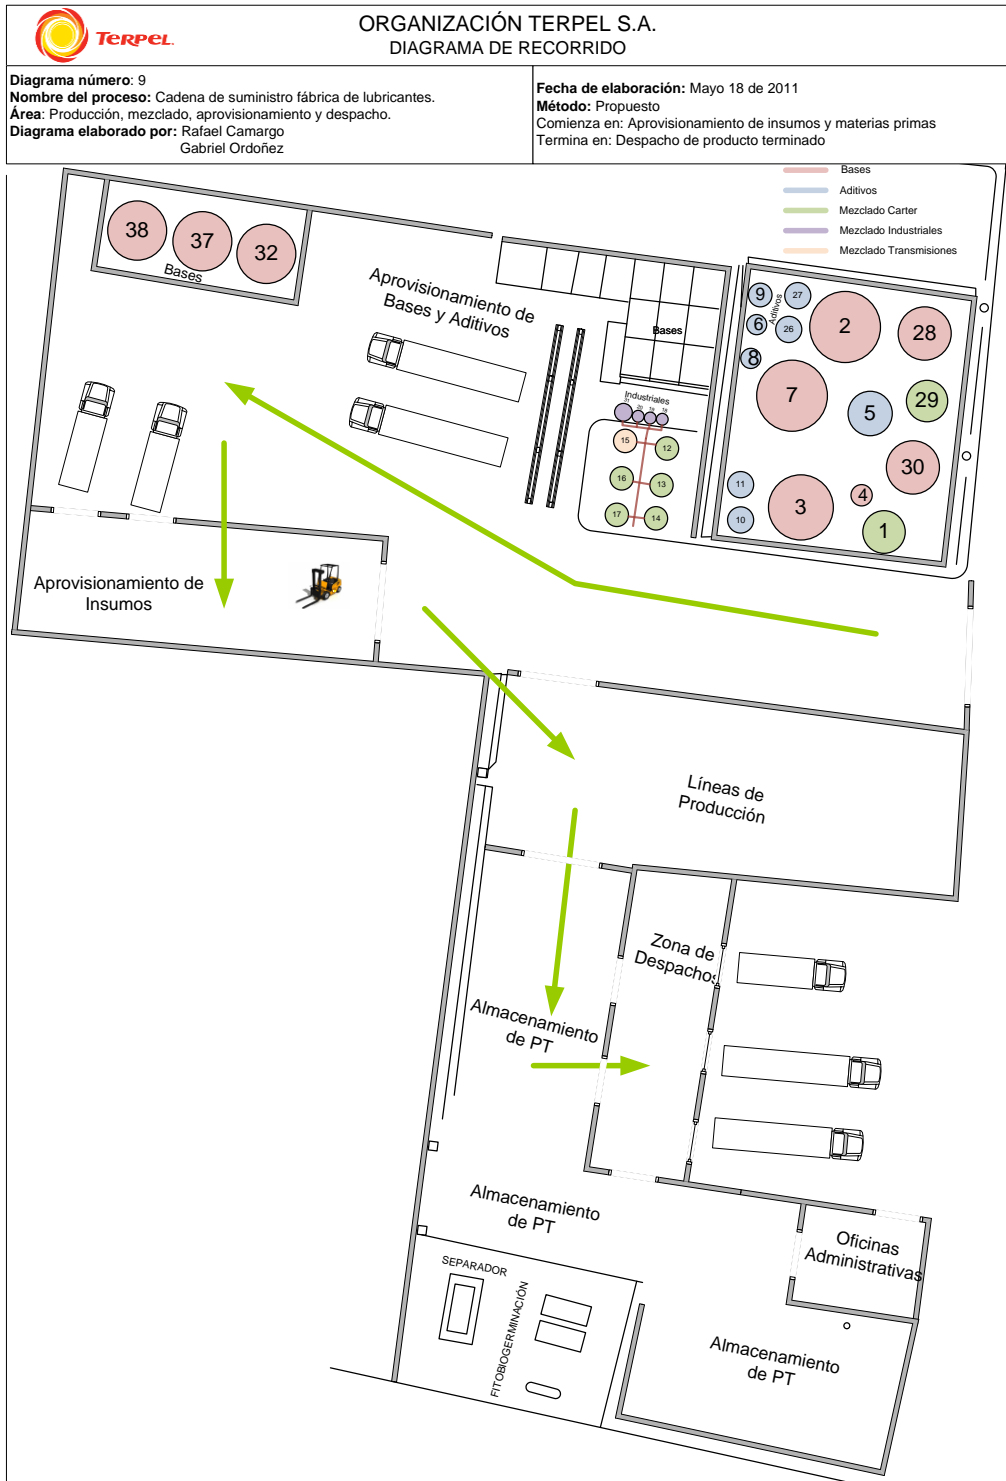 TERPEL.
ORGANIZACIÓN TERPEL S.A.
DIAGRAMA DE RECORRIDO
Diagrama número: 9
Nombre del proceso: Cadena de suministro fábrica de lubricantes.
Área: Producción, mezclado, aprovisionamiento y despacho.
Diagrama elaborado por: Rafael Camargo
Gabriel Ordoñez
Fecha de elaboración: Mayo 18 de 2011
Método: Propuesto
Comienza en: Aprovisionamiento de insumos y materias primas
Termina en: Despacho de producto terminado
Bases
Aditivos
Mezclado Carter
Mezclado Industriales
Mezclado Transmisiones
38
37
32
Bases
Aprovisionamiento de
Bases y Aditivos
Bases
Industriales
21
20
19
18
15
12
16
13
17
14
9
27
Aditivos
6
26
8
2
28
7
5
29
30
11
10
3
4
1
Aprovisionamiento de
Insumos
Líneas de
Producción
Zona de
Despachos
Almacenamiento
de PT
Almacenamiento
de PT
Oficinas
Administrativas
SEPARADOR
FITOBIOGERMINACIÓN
Almacenamiento
de PT